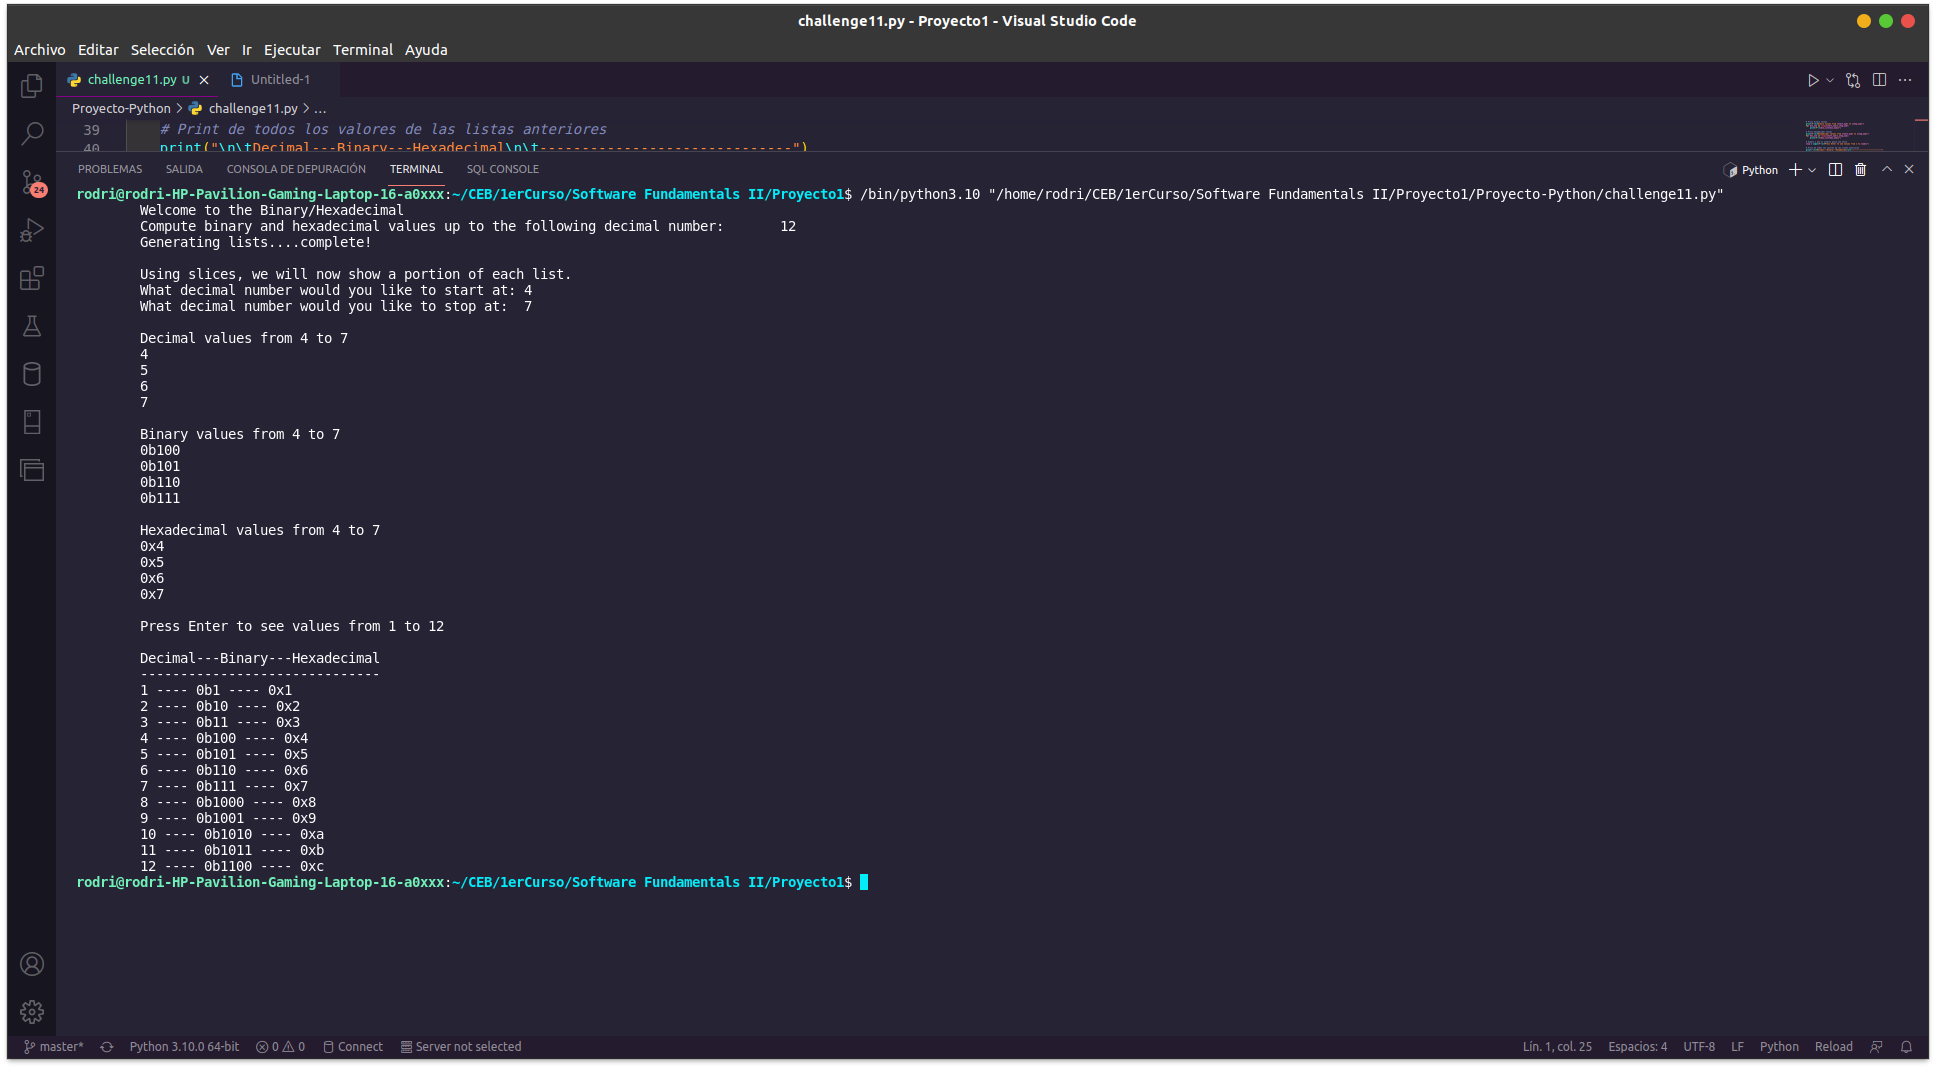 challenge11.py - Proyecto1 - Visual Studio Code
Archivo Editar Selección Ver Ir Ejecutar Terminal Ayuda
challenge11.py U Untitled-1
Proyecto-Python > challenge11.py > ...
39 # Print de todos los valores de las listas anteriores
40 print("\n\tDecimal---Binary---Hexadecimal\n\t------------------------------")
PROBLEMAS SALIDA CONSOLA DE DEPURACIÓN TERMINAL SQL CONSOLE Python
rodri@rodri-HP-Pavilion-Gaming-Laptop-16-a0xxx:~/CEB/1erCurso/Software Fundamentals II/Proyecto1$ /bin/python3.10 "/home/rodri/CEB/1erCurso/Software Fundamentals II/Proyecto1/Proyecto-Python/challenge11.py"
Welcome to the Binary/Hexadecimal
Compute binary and hexadecimal values up to the following decimal number: 12
Generating lists....complete!
Using slices, we will now show a portion of each list.
What decimal number would you like to start at: 4
What decimal number would you like to stop at: 7
Decimal values from 4 to 7
4
5
6
7
Binary values from 4 to 7
0b100
0b101
0b110
0b111
Hexadecimal values from 4 to 7
0x4
0x5
0x6
0x7
Press Enter to see values from 1 to 12
Decimal---Binary---Hexadecimal
------------------------------
1 ---- 0b1 ---- 0x1
2 ---- 0b10 ---- 0x2
3 ---- 0b11 ---- 0x3
4 ---- 0b100 ---- 0x4
5 ---- 0b101 ---- 0x5
6 ---- 0b110 ---- 0x6
7 ---- 0b111 ---- 0x7
8 ---- 0b1000 ---- 0x8
9 ---- 0b1001 ---- 0x9
10 ---- 0b1010 ---- 0xa
11 ---- 0b1011 ---- 0xb
12 ---- 0b1100 ---- 0xc
rodri@rodri-HP-Pavilion-Gaming-Laptop-16-a0xxx:~/CEB/1erCurso/Software Fundamentals II/Proyecto1$
24
master* Python 3.10.0 64-bit 0 0 Connect Server not selected Lín. 1, col. 25 Espacios: 4 UTF-8 LF Python Reload